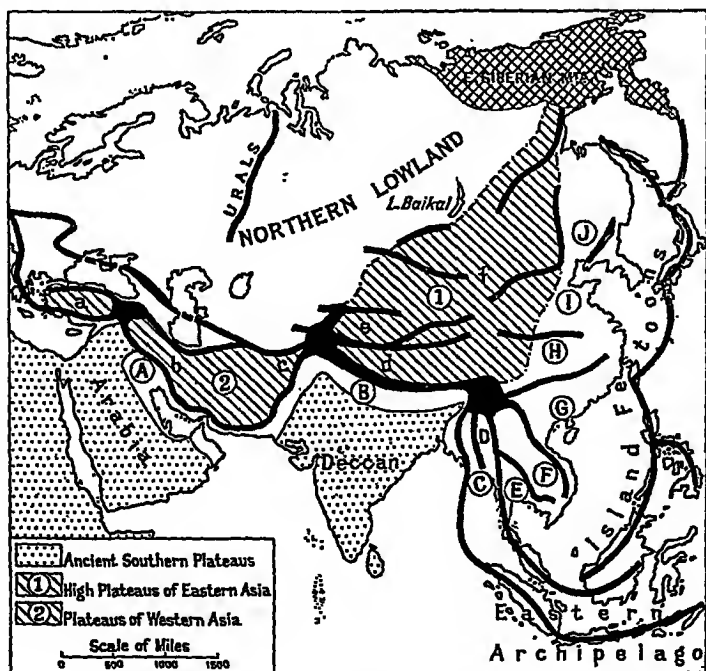 E. SIBERIAN MTS.
URALS
NORTHERN LOWLAND
L. Baikal
J
f
1
I
a
e
H
b
c
d
A
2
B
Arabia
G
D
Deccan
C
E
F
Island Festoons
Eastern
Archipelago
Ancient Southern Plateaus
1 High Plateaus of Eastern Asia
2 Plateaus of Western Asia
Scale of Miles
0 500 1000 1500